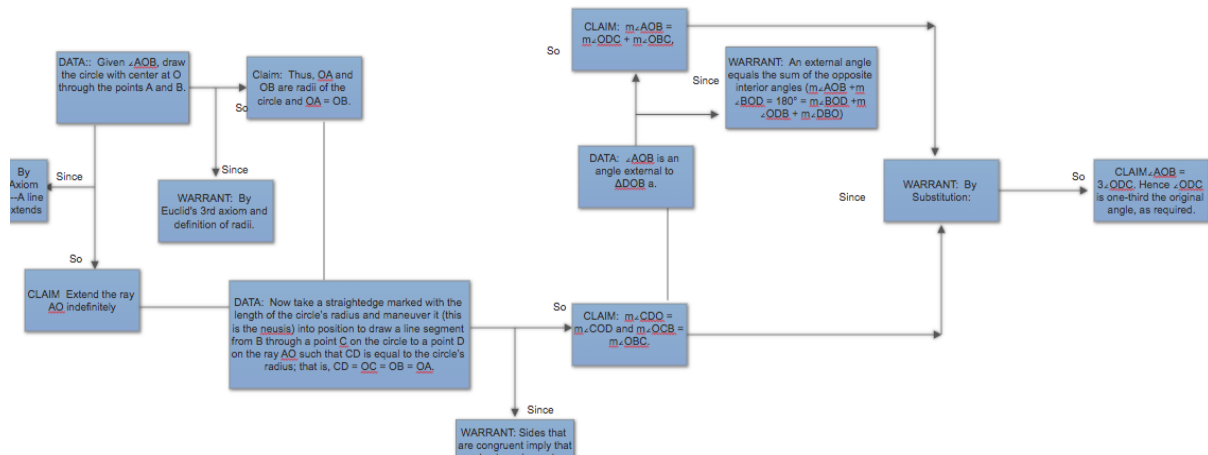 DATA:: Given ∠AOB, draw
the circle with center at O
through the points A and B.
So
Claim: Thus, OA and
OB are radii of the
circle and OA = OB.
Since
By
Axiom
--A line
xtends
Since
WARRANT: By
Euclid's 3rd axiom and
definition of radii.
So
CLAIM Extend the ray
AO indefinitely
DATA: Now take a straightedge marked with the
length of the circle's radius and maneuver it (this
is the neusis) into position to draw a line segment
from B through a point C on the circle to a point D
on the ray AO such that CD is equal to the circle's
radius; that is, CD = OC = OB = OA.
Since
WARRANT: Sides that
are congruent imply that
So
CLAIM: m∠CDO =
m∠COD and m∠OCB =
m∠OBC.
DATA: ∠AOB is an
angle external to
ΔDOB a.
So
CLAIM: m∠AOB =
m∠ODC + m∠OBC,
Since
WARRANT: An external angle
equals the sum of the opposite
interior angles (m∠AOB +m
∠BOD = 180° = m∠BOD +m
∠ODB + m∠DBO)
Since
WARRANT: By
Substitution:
So
CLAIM∠AOB =
3∠ODC. Hence ∠ODC
is one-third the original
angle, as required.